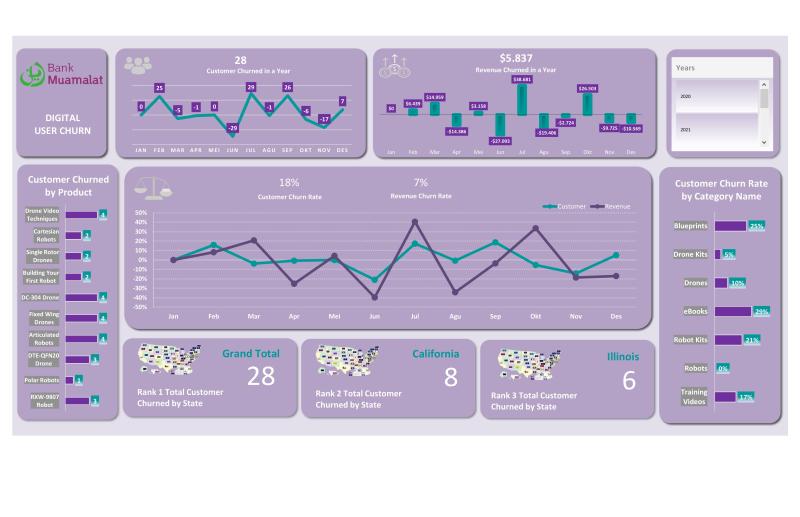 Bank
Muamalat
DIGITAL
USER CHURN
28
Customer Churned in a Year
0
25
-5
-1
0
-29
29
-1
26
-6
-17
7
JAN FEB MAR APR MEI JUN JUL AGU SEP OKT NOV DES
$5.837
Revenue Churned in a Year
$0
$6.439
$14.959
-$14.386
$3.158
-$27.003
$38.681
-$19.406
-$2.724
$26.503
-$9.725
-$10.569
Jan Feb Mar Apr Mei Jun Jul Agu Sep Okt Nov Des
Years
2020
2021
Customer Churned
by Product
Drone Video
Techniques
4
Cartesian
Robots
2
Single Rotor
Drones
2
Building Your
First Robot
2
DC-304 Drone
4
Fixed Wing
Drones
4
Articulated
Robots
4
DTE-QFN20
Drone
3
Polar Robots
1
RXW-9807
Robot
3
18%
Customer Churn Rate
7%
Revenue Churn Rate
Customer
Revenue
50%
40%
30%
20%
10%
0%
-10%
-20%
-30%
-40%
-50%
Jan Feb Mar Apr Mei Jun Jul Agu Sep Okt Nov Des
Customer Churn Rate
by Category Name
Blueprints
25%
Drone Kits
5%
Drones
10%
eBooks
29%
Robot Kits
21%
Robots
0%
Training
Videos
17%
Grand Total
28
Rank 1 Total Customer
Churned by State
California
8
Rank 2 Total Customer
Churned by State
Illinois
6
Rank 3 Total Customer
Churned by State